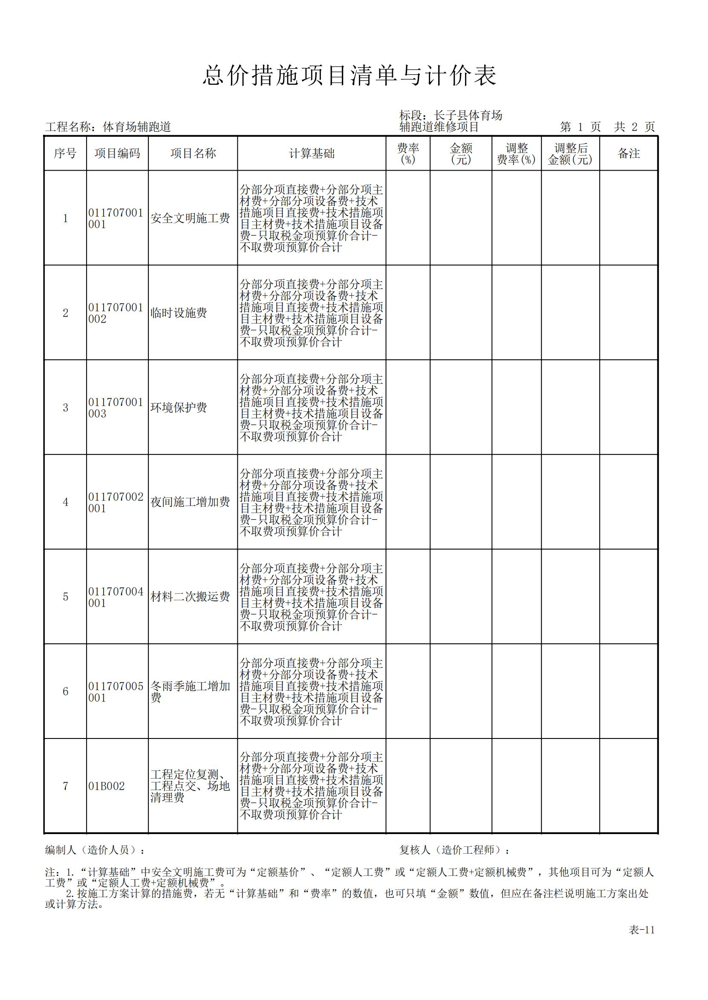 总价措施项目清单与计价表
标段：长子县体育场
工程名称：体育场辅跑道 辅跑道维修项目 第 1 页 共 2 页
序号 项目编码 项目名称 计算基础 费率 金额 调整 调整后 备注
(%) (元) 费率(%) 金额(元)
分部分项直接费+分部分项主
材费+分部分项设备费+技术
1 011707001 安全文明施工费 措施项目直接费+技术措施项
001 目主材费+技术措施项目设备
费-只取税金项预算价合计-
不取费项预算价合计
分部分项直接费+分部分项主
材费+分部分项设备费+技术
2 011707001 临时设施费 措施项目直接费+技术措施项
002 目主材费+技术措施项目设备
费-只取税金项预算价合计-
不取费项预算价合计
分部分项直接费+分部分项主
材费+分部分项设备费+技术
3 011707001 环境保护费 措施项目直接费+技术措施项
003 目主材费+技术措施项目设备
费-只取税金项预算价合计-
不取费项预算价合计
分部分项直接费+分部分项主
材费+分部分项设备费+技术
4 011707002 夜间施工增加费 措施项目直接费+技术措施项
001 目主材费+技术措施项目设备
费-只取税金项预算价合计-
不取费项预算价合计
分部分项直接费+分部分项主
材费+分部分项设备费+技术
5 011707004 材料二次搬运费 措施项目直接费+技术措施项
001 目主材费+技术措施项目设备
费-只取税金项预算价合计-
不取费项预算价合计
分部分项直接费+分部分项主
材费+分部分项设备费+技术
6 011707005 冬雨季施工增加 措施项目直接费+技术措施项
001 费 目主材费+技术措施项目设备
费-只取税金项预算价合计-
不取费项预算价合计
分部分项直接费+分部分项主
材费+分部分项设备费+技术
工程定位复测、 措施项目直接费+技术措施项
7 01B002 工程点交、场地 目主材费+技术措施项目设备
清理费 费-只取税金项预算价合计-
不取费项预算价合计
编制人（造价人员）： 复核人（造价工程师）：
注：1.“计算基础”中安全文明施工费可为“定额基价”、“定额人工费”或“定额人工费+定额机械费”，其他项目可为“定额人
工费”或“定额人工费+定额机械费”。
2.按施工方案计算的措施费，若无“计算基础”和“费率”的数值，也可只填“金额”数值，但应在备注栏说明施工方案出处
或计算方法。
表-11